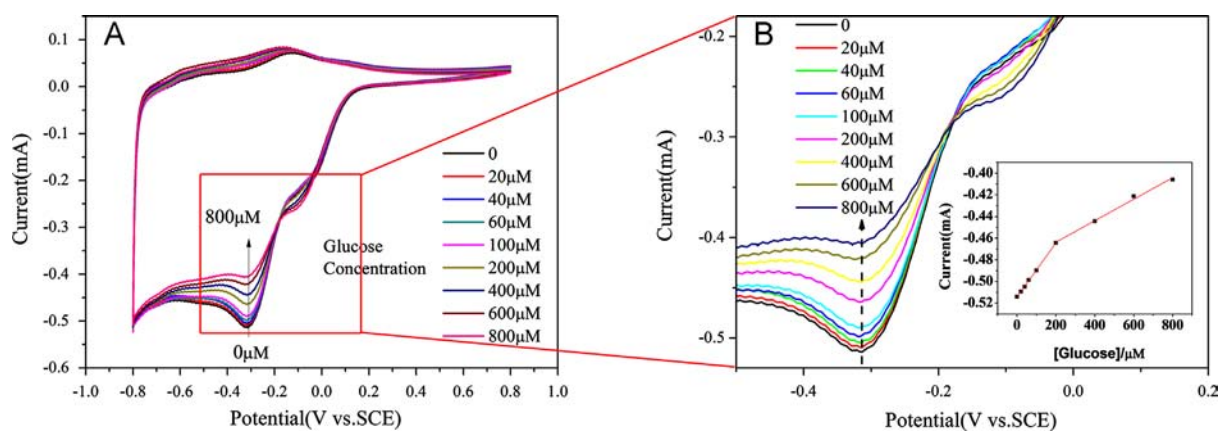 A
0.1
0.0
-0.1
-0.2
-0.3
-0.4
-0.5
-0.6
Current(mA)
-1.0 -0.8 -0.6 -0.4 -0.2 0.0 0.2 0.4 0.6 0.8 1.0
Potential(V vs.SCE)
800μM
0μM
Glucose
Concentration
0
20μM
40μM
60μM
100μM
200μM
400μM
600μM
800μM
B
-0.2
-0.3
-0.4
-0.5
Current(mA)
-0.4 -0.2 0.0 0.2
Potential(V vs.SCE)
0
20μM
40μM
60μM
100μM
200μM
400μM
600μM
800μM
-0.40
-0.42
-0.44
-0.46
-0.48
-0.50
-0.52
Current(mA)
0 200 400 600 800
[Glucose]/μM